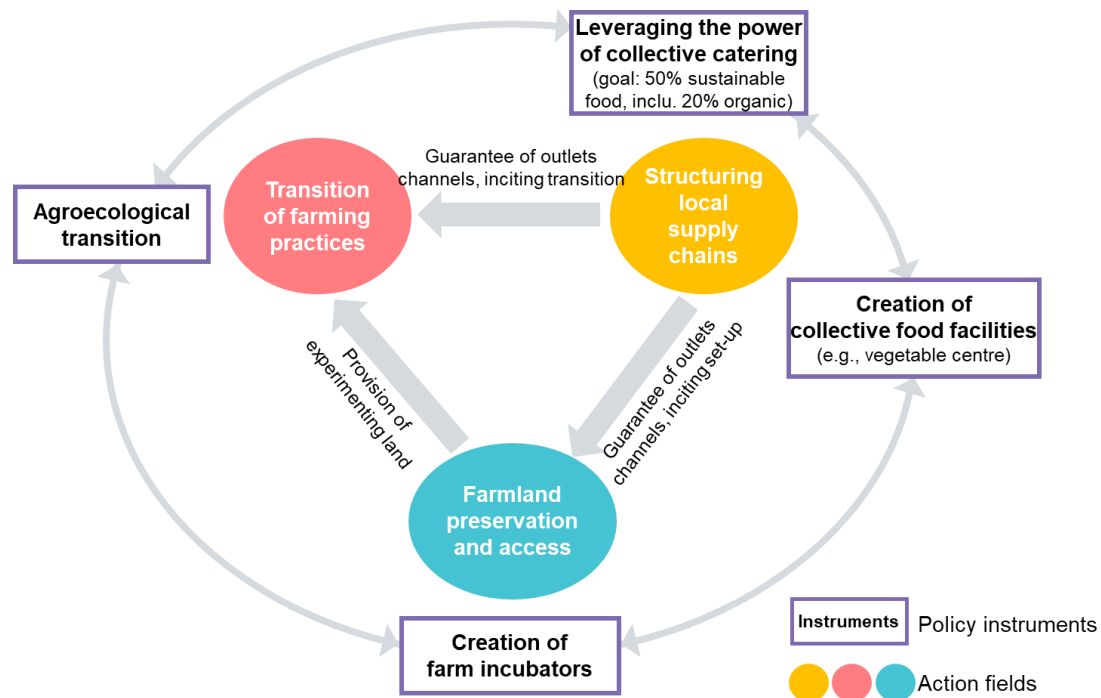 Leveraging the power
of collective catering
(goal: 50% sustainable
food, inclu. 20% organic)
Guarantee of outlets
channels, inciting transition
Transition
of farming
practices
Structuring
local
supply
chains
Agroecological
transition
Creation of
collective food facilities
(e.g., vegetable centre)
Provision of
experimenting land
Guarantee of outlets
channels, inciting set-up
Farmland
preservation
and access
Creation of
farm incubators
Instruments
Policy instruments
Action fields